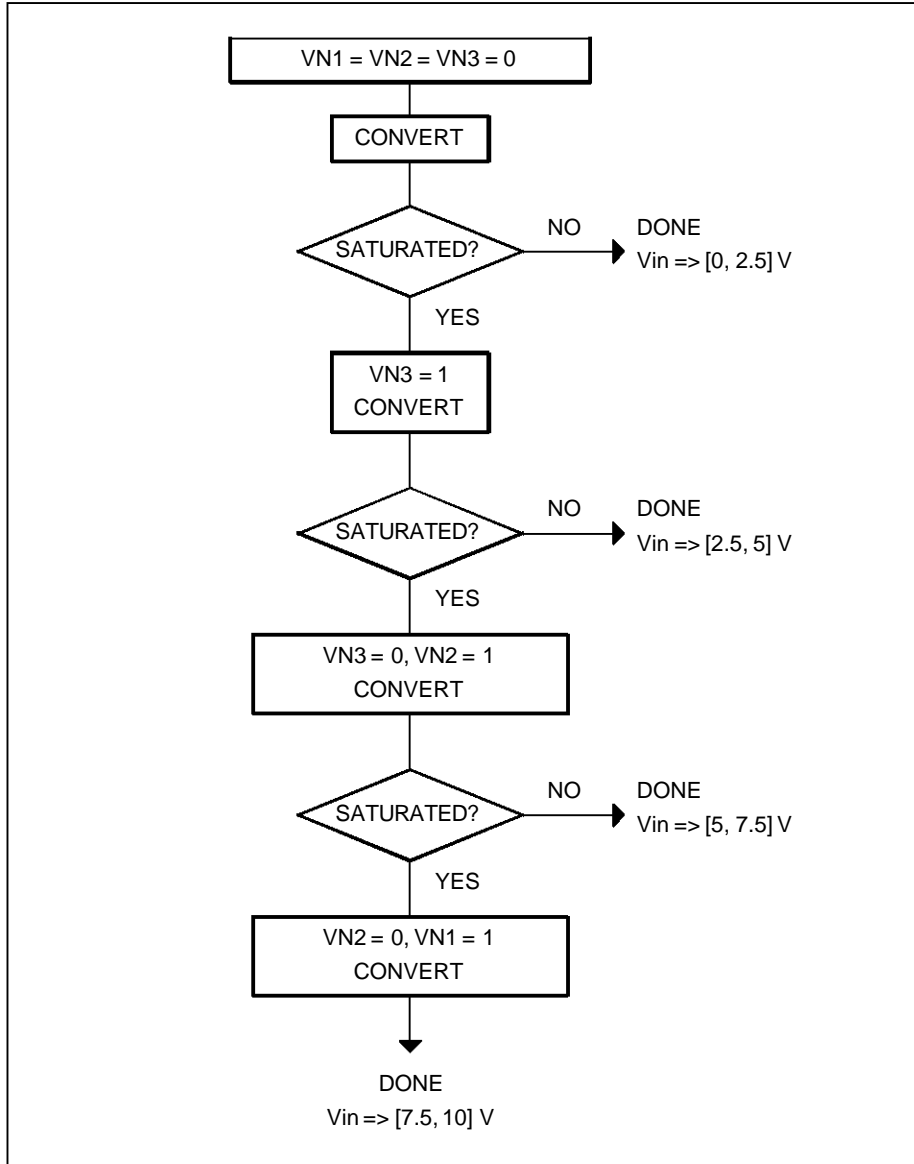 VN1 = VN2 = VN3 = 0
CONVERT
SATURATED?
NO
DONE
Vin => [0, 2.5] V
YES
VN3 = 1
CONVERT
SATURATED?
NO
DONE
Vin => [2.5, 5] V
YES
VN3 = 0, VN2 = 1
CONVERT
SATURATED?
NO
DONE
Vin => [5, 7.5] V
YES
VN2 = 0, VN1 = 1
CONVERT
DONE
Vin => [7.5, 10] V